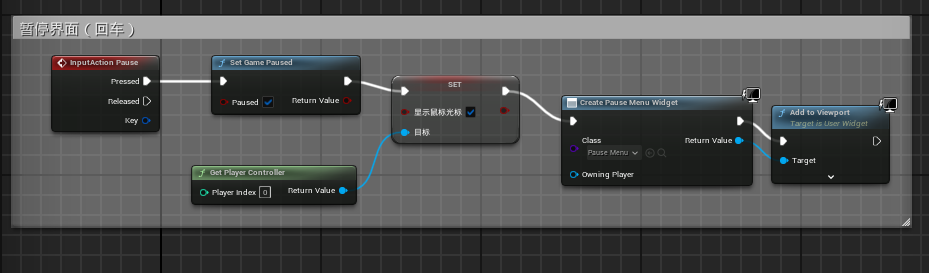 暂停界面（回车）
InputAction Pause
Pressed
Released
Key
Set Game Paused
Paused
Return Value
SET
显示鼠标光标
目标
Get Player Controller
Player Index 0
Return Value
Create Pause Menu Widget
Class
Pause Menu
Return Value
Owning Player
Add to Viewport
Target is User Widget
Target